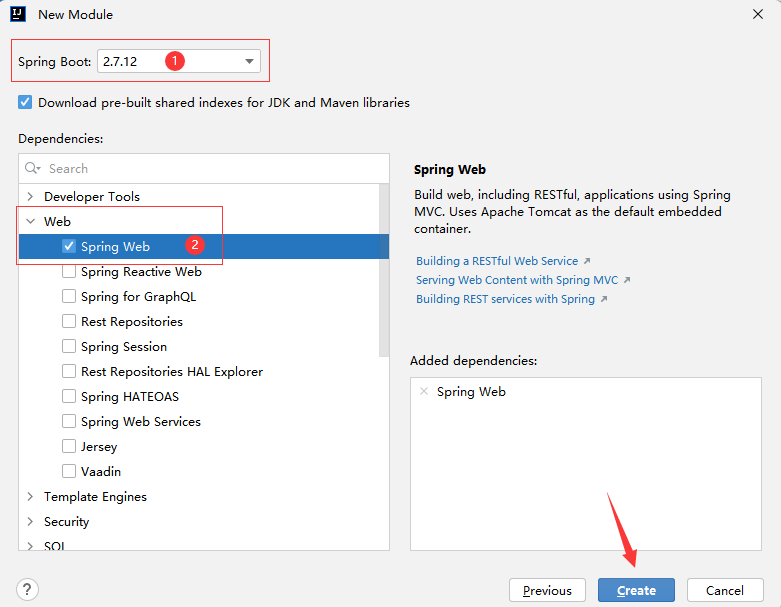 New Module
Spring Boot: 2.7.12 1
Download pre-built shared indexes for JDK and Maven libraries
Dependencies:
Search
Developer Tools
Web
Spring Web 2
Spring Reactive Web
Spring for GraphQL
Rest Repositories
Spring Session
Rest Repositories HAL Explorer
Spring HATEOAS
Spring Web Services
Jersey
Vaadin
Template Engines
Security
SQL
Spring Web
Build web, including RESTful, applications using Spring
MVC. Uses Apache Tomcat as the default embedded
container.
Building a RESTful Web Service
Serving Web Content with Spring MVC
Building REST services with Spring
Added dependencies:
Spring Web
? Previous Create Cancel